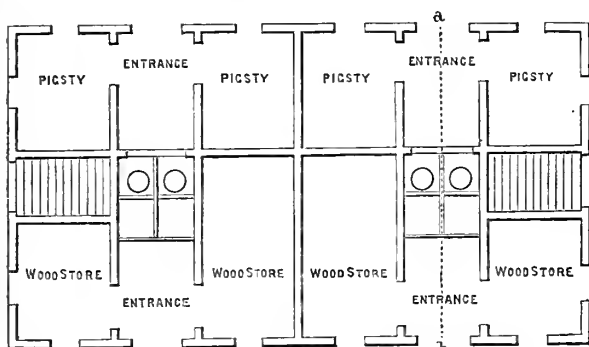 a
ENTRANCE ENTRANCE
PIGSTY PIGSTY PIGSTY PIGSTY
WOOD STORE WOOD STORE WOOD STORE WOOD STORE
ENTRANCE ENTRANCE